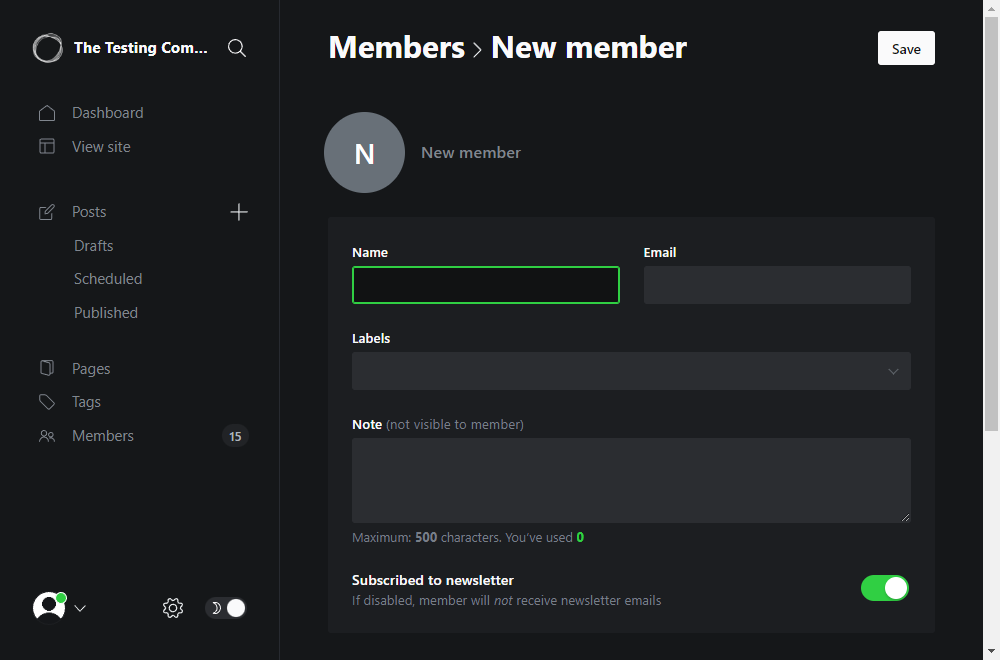 The Testing Com...
Dashboard
View site
Posts
Drafts
Scheduled
Published
Pages
Tags
Members
15
Members > New member
Save
N
New member
Name
Email
Labels
Note (not visible to member)
Maximum: 500 characters. You've used 0
Subscribed to newsletter
If disabled, member will not receive newsletter emails